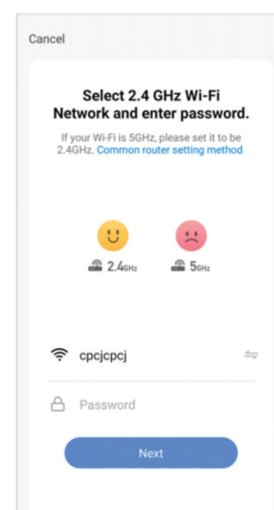 Cancel
Select 2.4 GHz Wi-Fi
Network and enter password.
If your Wi-Fi is 5GHz, please set it to be
2.4GHz. Common router setting method
2.4GHz 5GHz
cpcjcpcj
Password
Next